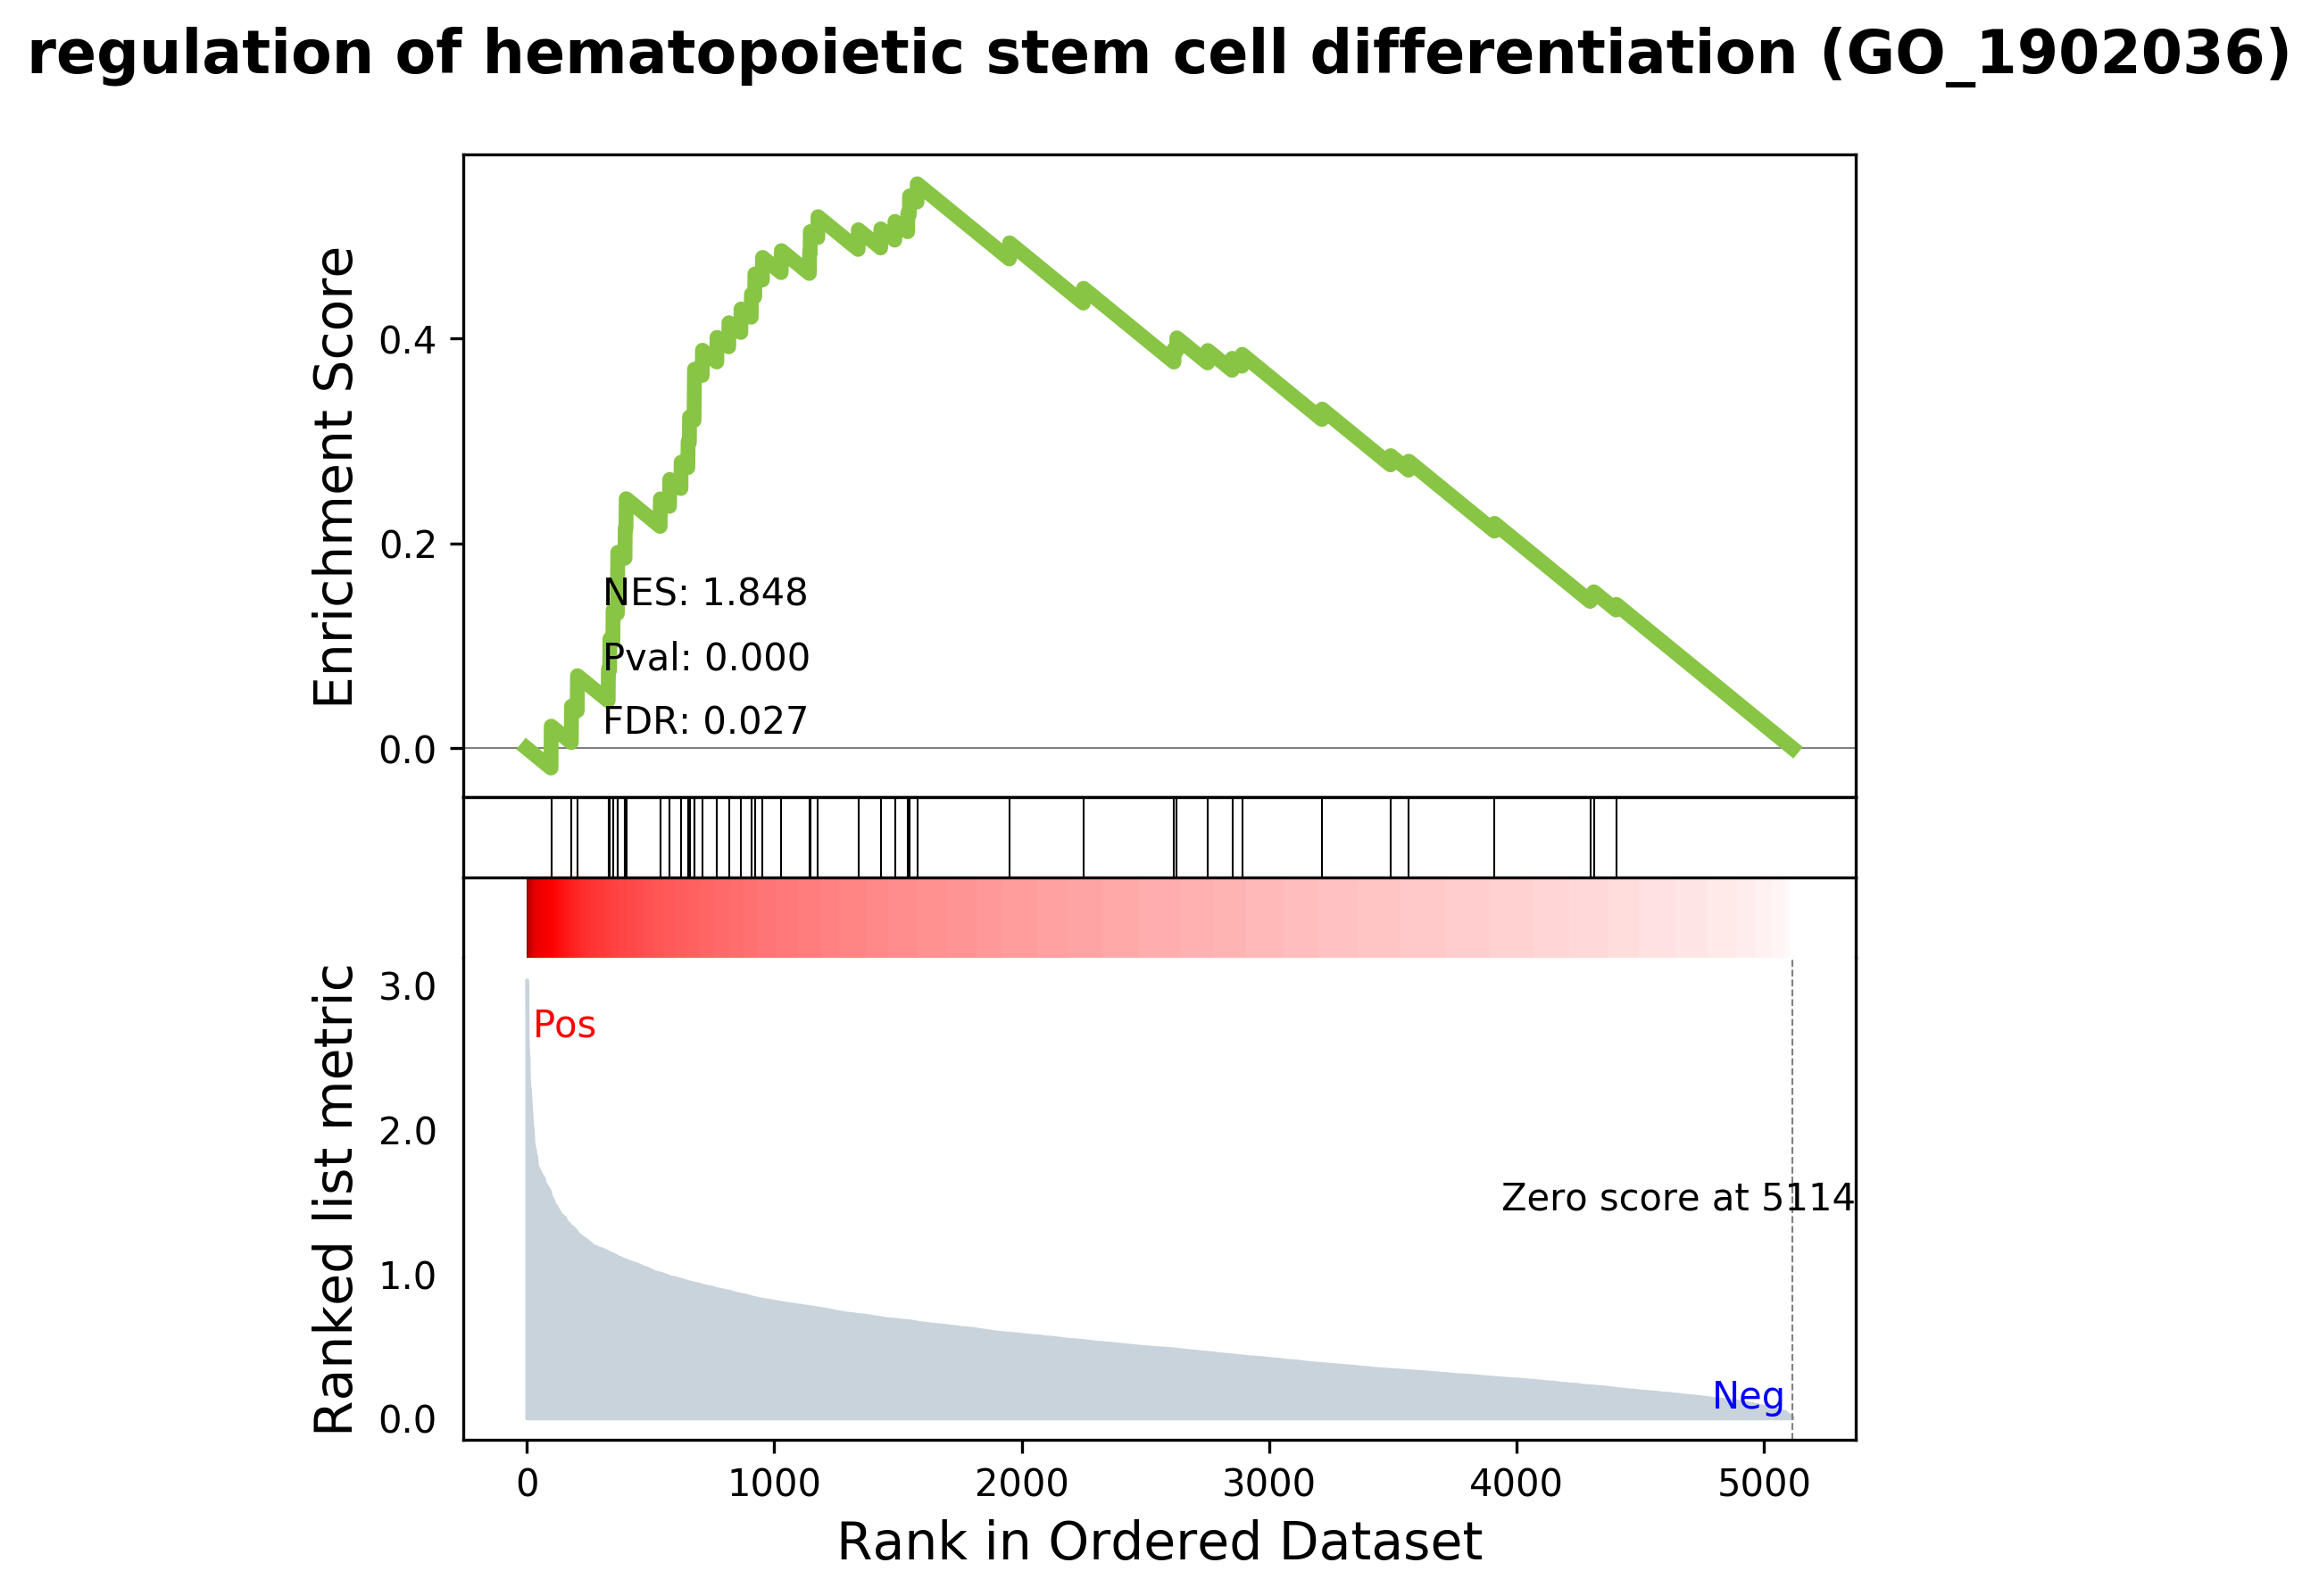 regulation of hematopoietic stem cell differentiation (GO_1902036)
Enrichment Score
0.4
0.2
0.0
NES: 1.848
Pval: 0.000
FDR: 0.027
Ranked list metric
3.0
2.0
1.0
0.0
Pos
Zero score at 5114
Neg
0 1000 2000 3000 4000 5000
Rank in Ordered Dataset